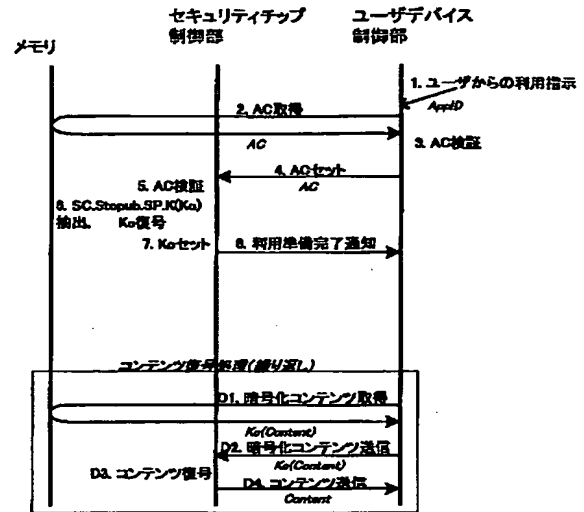 セキュリティチップ
制御部
ユーザデバイス
制御部
メモリ
1. ユーザからの利用指示
AppID
2. AC取得
AC
3. AC検証
4. ACセット
AC
5. AC検証
6. SC.Stopub.SP.K(Kc)
抽出、 Kc復号
7. Kcセット
8. 利用準備完了通知
コンテンツ復号処理(繰り返し)
D1. 暗号化コンテンツ取得
Kc(Content)
D2. 暗号化コンテンツ送信
Kc(Content)
D3. コンテンツ復号
D4. コンテンツ送信
Content